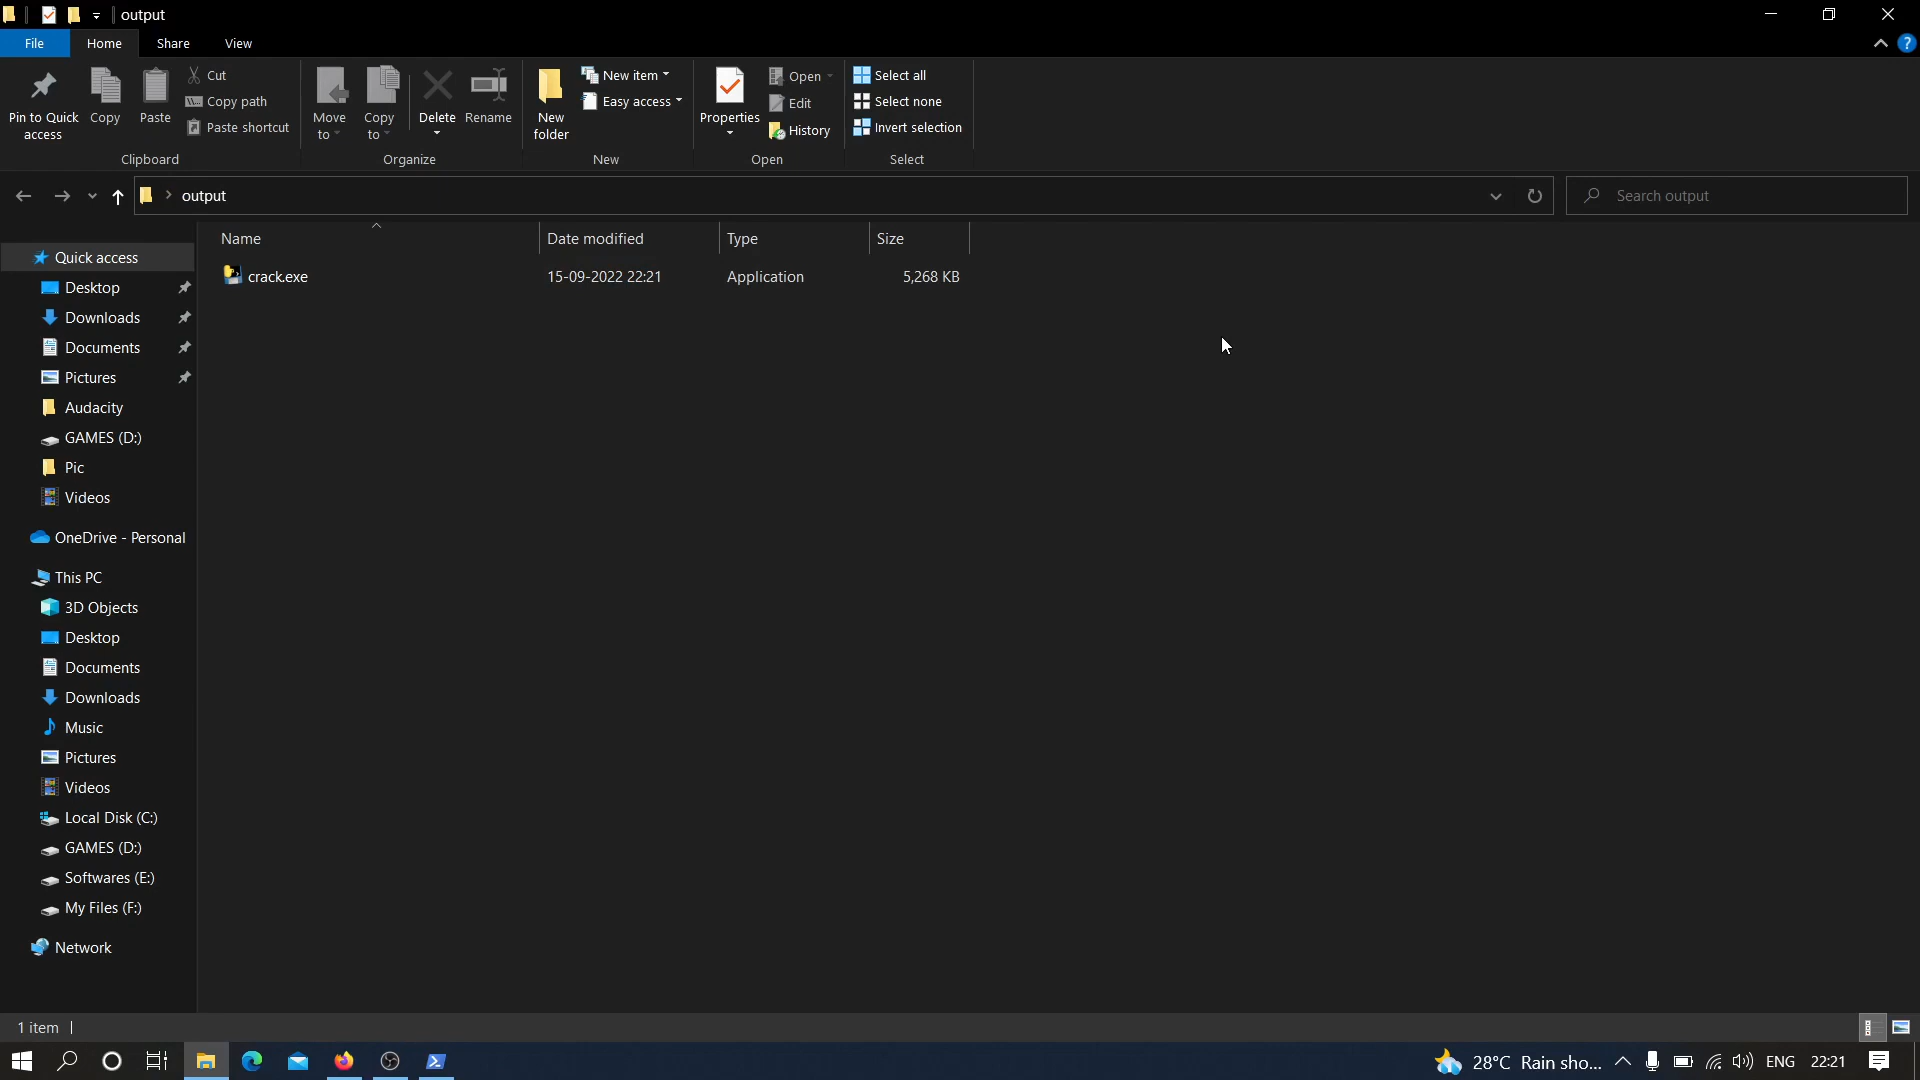 output
File
Home
Share
View
Pin to Quick access
Copy
Paste
Cut
Copy path
Paste shortcut
Clipboard
Move to
Copy to
Delete
Rename
Organize
New folder
New item
Easy access
New
Properties
Open
Edit
History
Open
Select all
Select none
Invert selection
Select
output
Search output
Name
Date modified
Type
Size
crack.exe
15-09-2022 22:21
Application
5,268 KB
Quick access
Desktop
Downloads
Documents
Pictures
Audacity
GAMES (D:)
Pic
Videos
OneDrive - Personal
This PC
3D Objects
Desktop
Documents
Downloads
Music
Pictures
Videos
Local Disk (C:)
GAMES (D:)
Softwares (E:)
My Files (F:)
Network
1 item
28°C Rain sho...
ENG
22:21